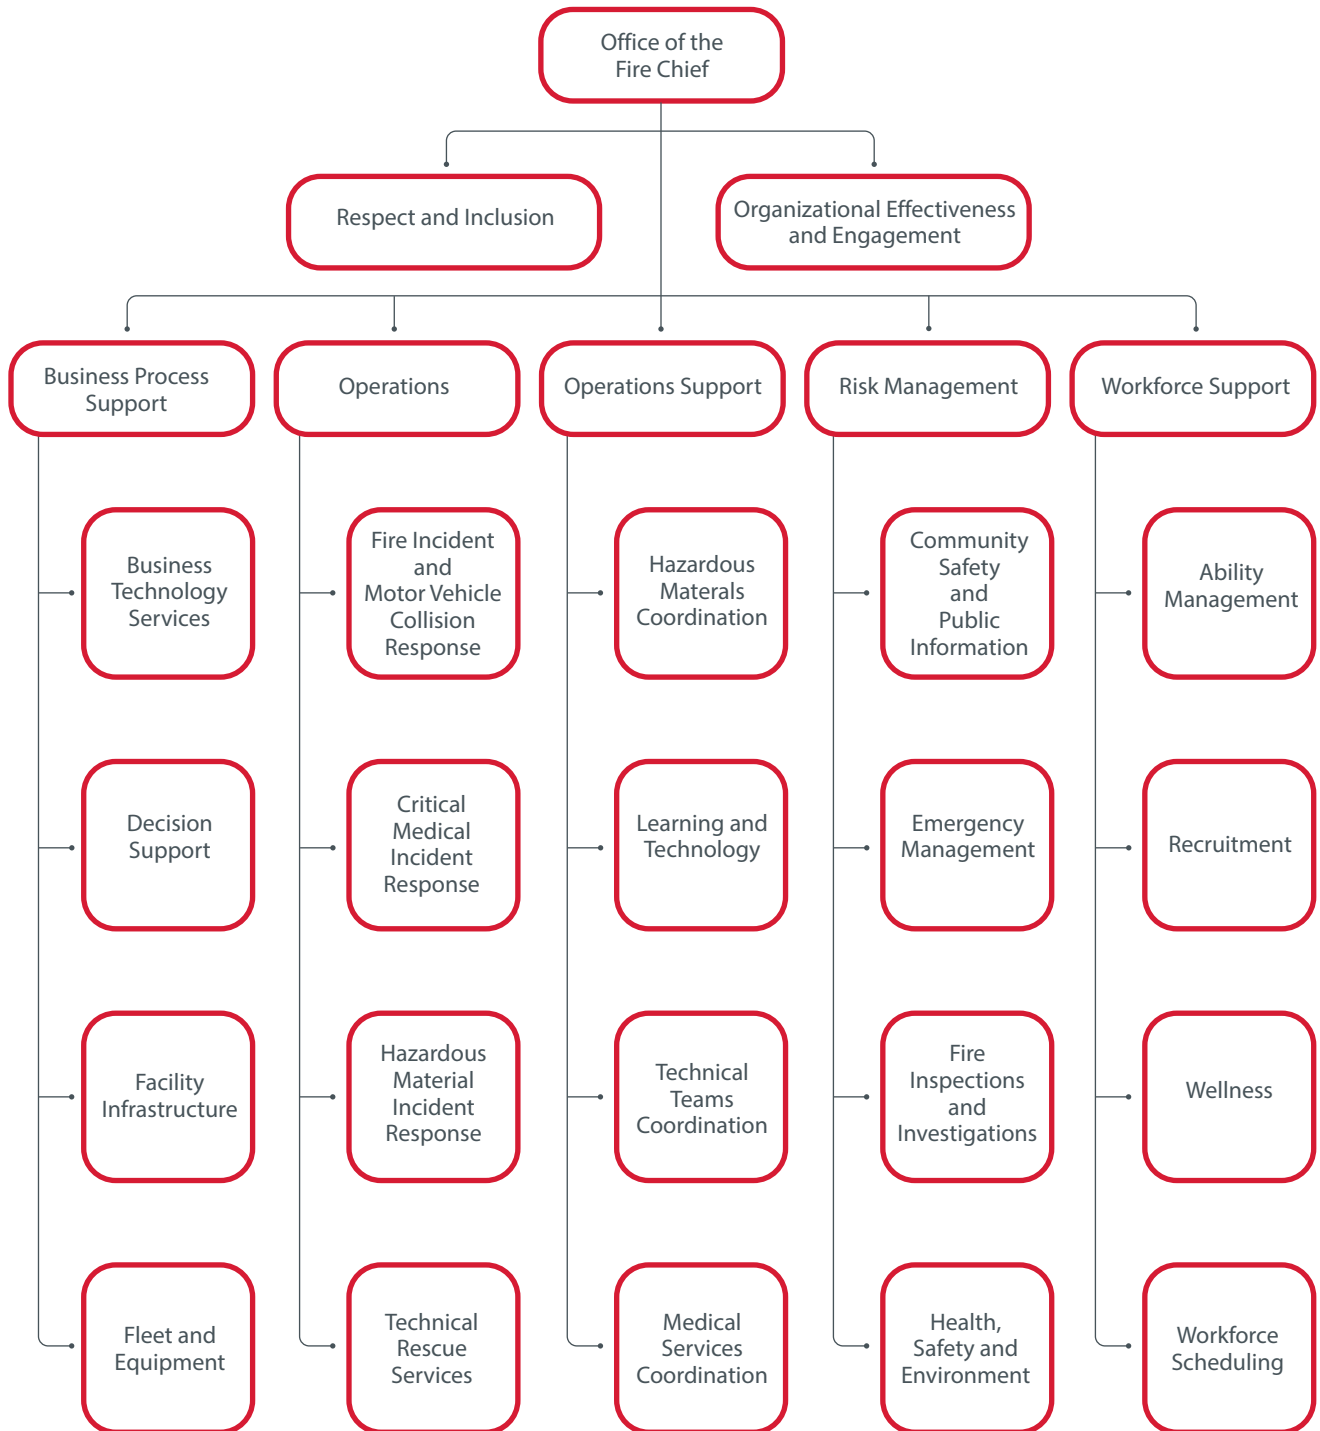 Office of the
Fire Chief
Respect and Inclusion
Organizational Effectiveness
and Engagement
Business Process
Support
Operations
Operations Support
Risk Management
Workforce Support
Business
Technology
Services
Fire Incident
and
Motor Vehicle
Collision
Response
Hazardous
Materals
Coordination
Community
Safety
and
Public
Information
Ability
Management
Decision
Support
Critical
Medical
Incident
Response
Learning and
Technology
Emergency
Management
Recruitment
Facility
Infrastructure
Hazardous
Material
Incident
Response
Technical
Teams
Coordination
Fire
Inspections
and
Investigations
Wellness
Fleet and
Equipment
Technical
Rescue
Services
Medical
Services
Coordination
Health,
Safety and
Environment
Workforce
Scheduling